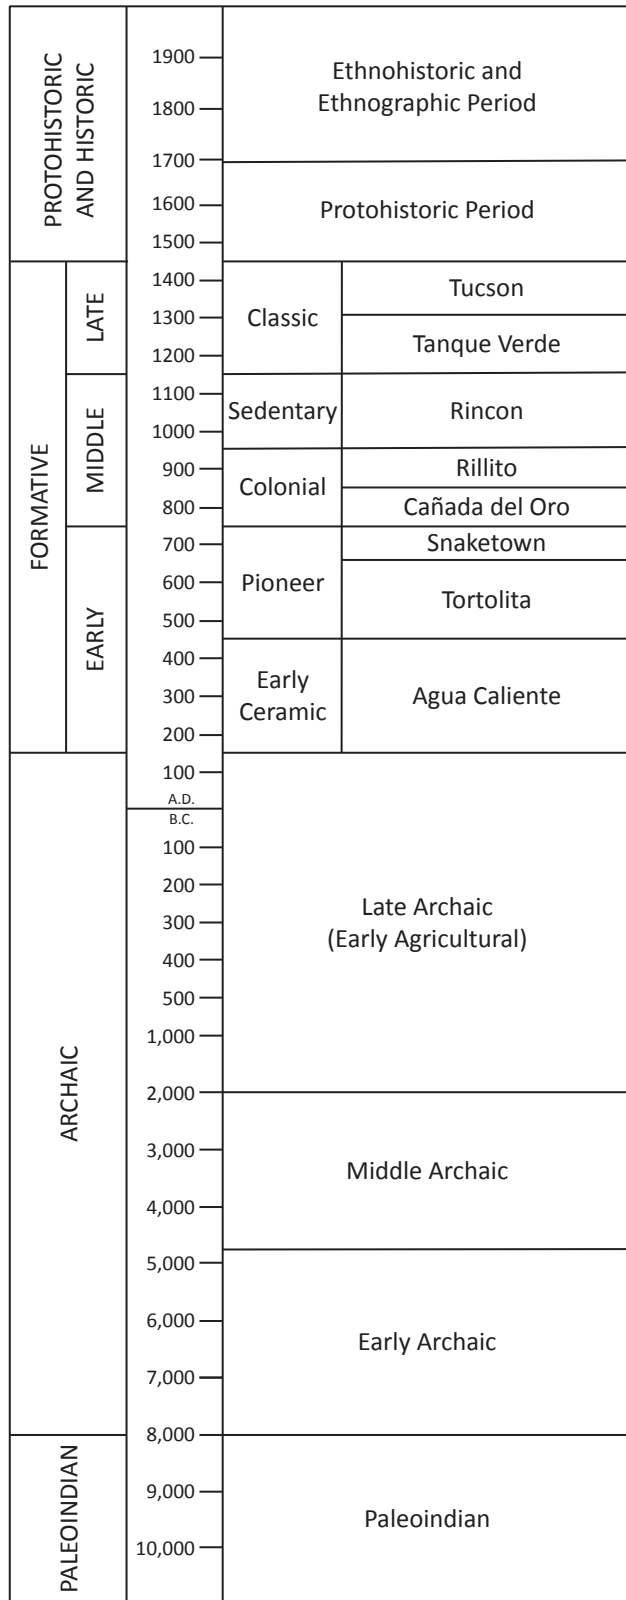 PROTOHISTORIC
AND HISTORIC
1900
1800
1700
1600
1500
Ethnohistoric and
Ethnographic Period
Protohistoric Period
FORMATIVE
LATE
1400
1300
1200
Classic
Tucson
Tanque Verde
MIDDLE
1100
1000
900
800
Sedentary
Rincon
Colonial
Rillito
Cañada del Oro
EARLY
700
600
500
400
300
200
Pioneer
Snaketown
Tortolita
Early
Ceramic
Agua Caliente
ARCHAIC
100
A.D.
B.C.
100
200
300
400
500
1,000
2,000
3,000
4,000
5,000
6,000
7,000
8,000
Late Archaic
(Early Agricultural)
Middle Archaic
Early Archaic
PALEOINDIAN
9,000
10,000
Paleoindian